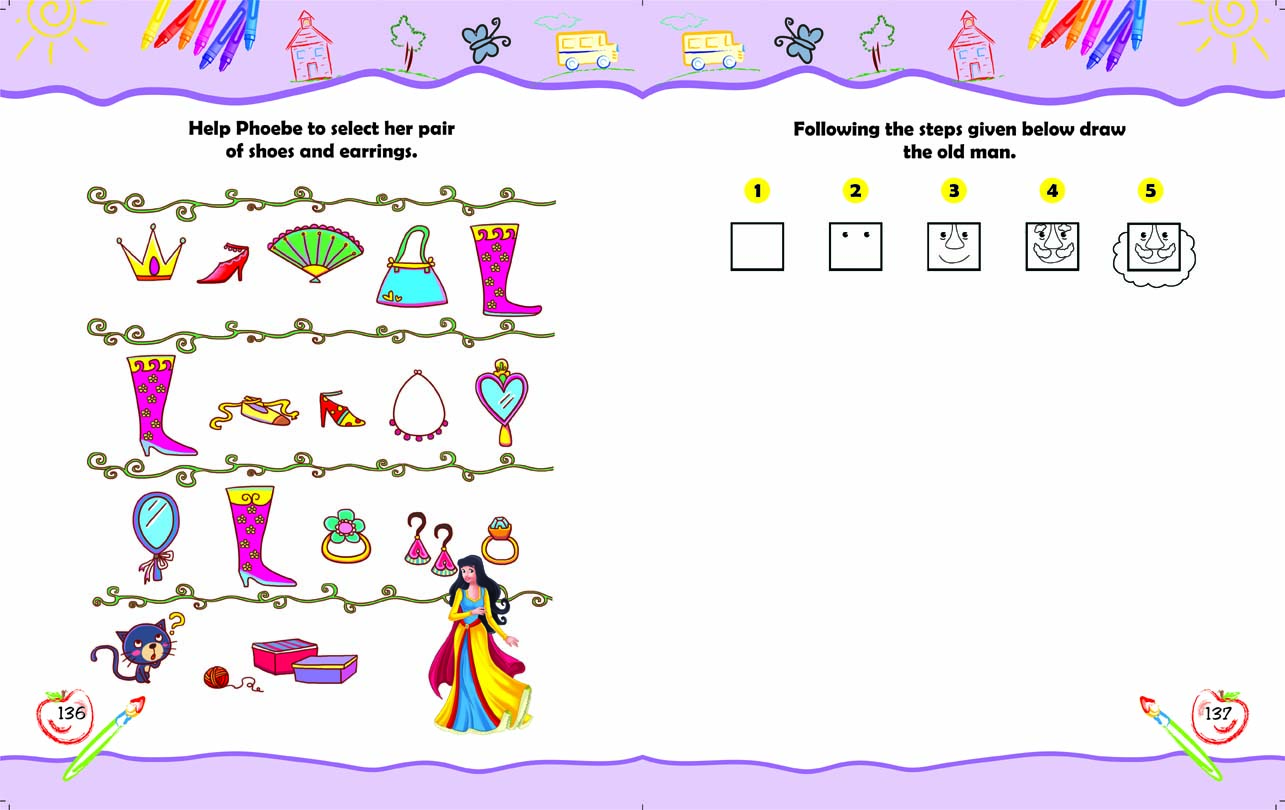 Help Phoebe to select her pair
of shoes and earrings.
?
136
Following the steps given below draw
the old man.
1 2 3 4 5
137